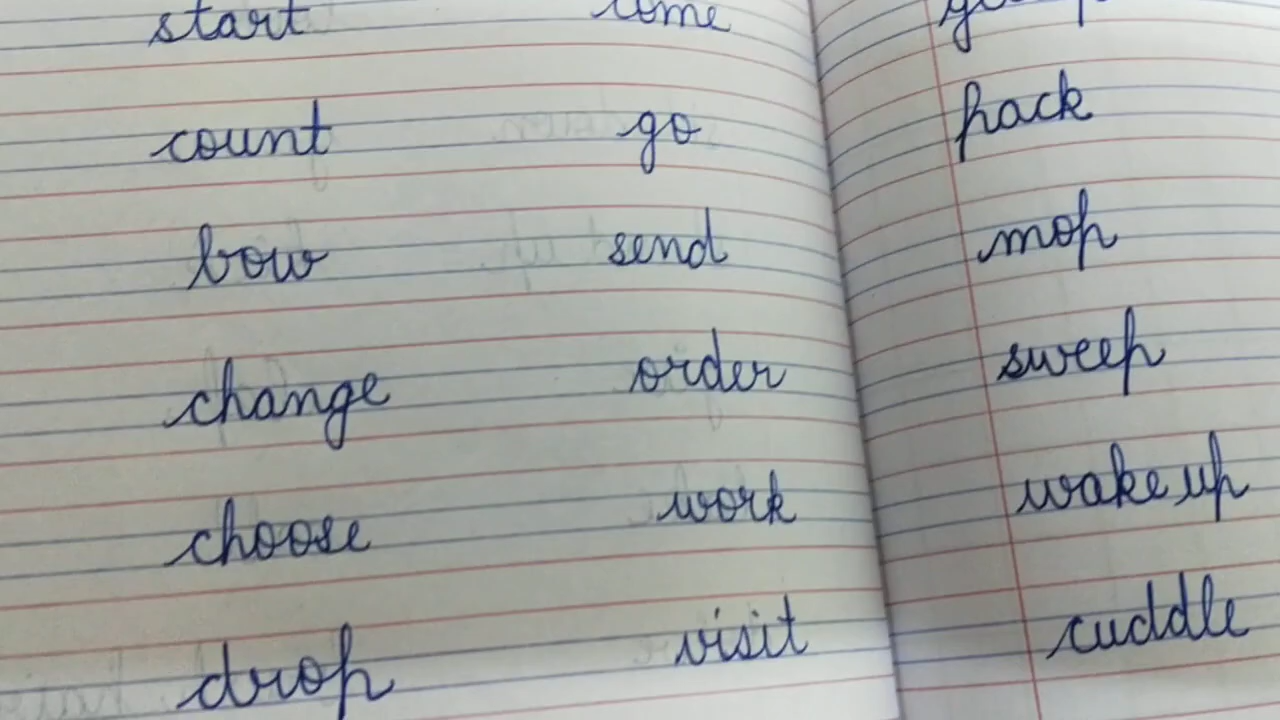 start come
count go
bow send
change order
choose work
drop visit
pack
mop
sweep
wake up
cuddle